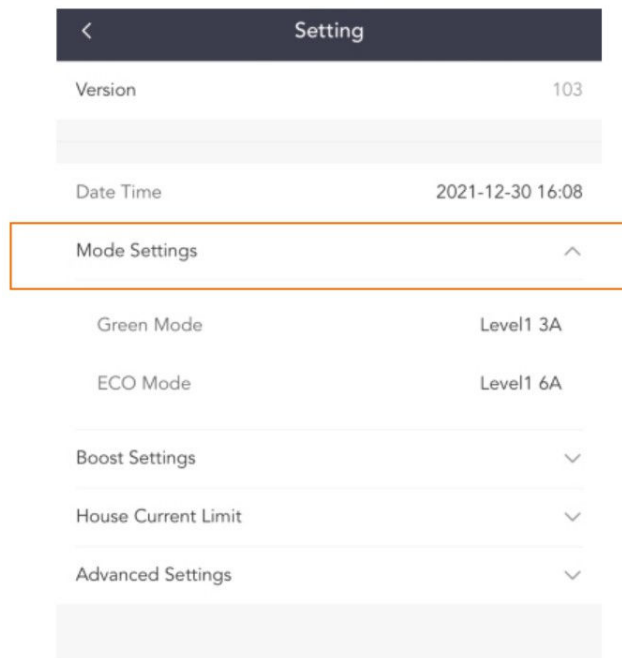 Setting
Version 103
Date Time 2021-12-30 16:08
Mode Settings
Green Mode Level1 3A
ECO Mode Level1 6A
Boost Settings
House Current Limit
Advanced Settings